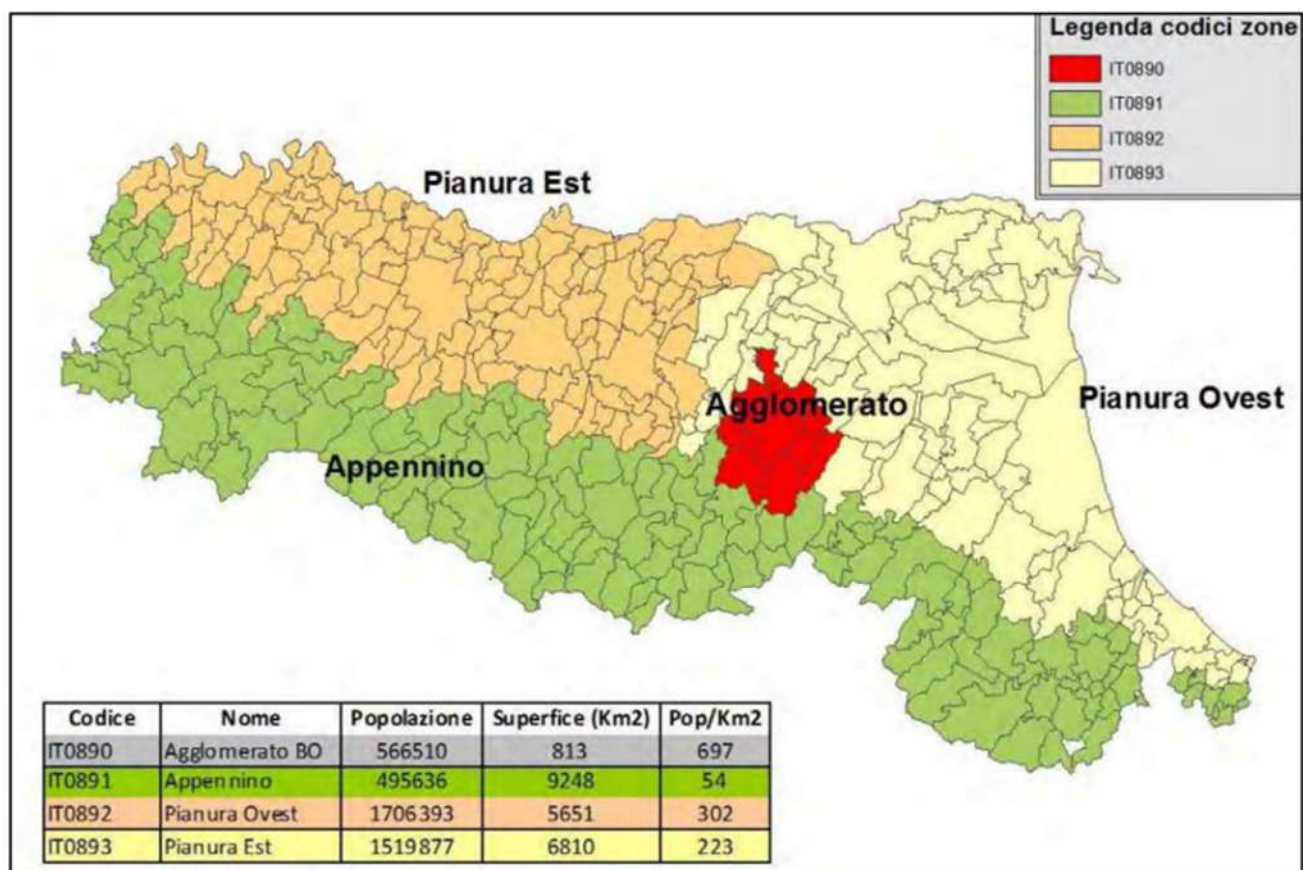 Legenda codici zone
IT0890
IT0891
IT0892
IT0893
Pianura Est
Agglomerato
Pianura Ovest
Appennino
Codice Nome Popolazione Superfice (Km2) Pop/Km2
IT0890 Agglomerato BO 566510 813 697
IT0891 Appennino 495636 9248 54
IT0892 Pianura Ovest 1706393 5651 302
IT0893 Pianura Est 1519877 6810 223